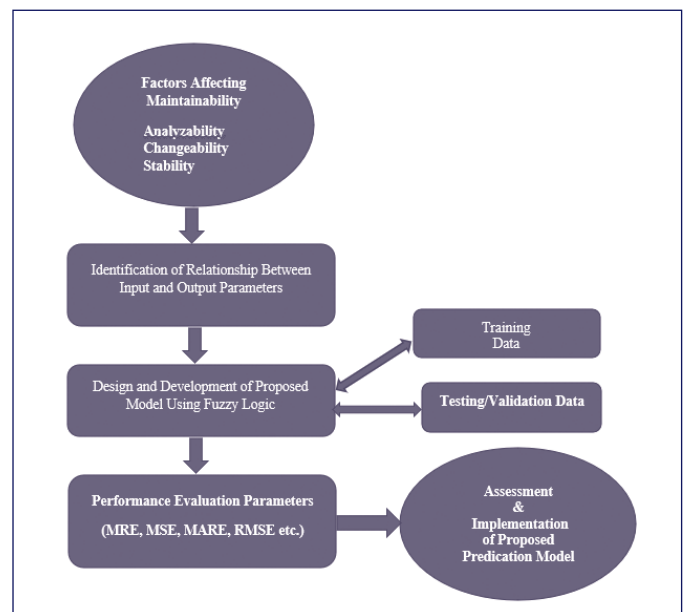 Factors Affecting
Maintainability
Analyzability
Changeability
Stability
Identification of Relationship Between
Input and Output Parameters
Training
Data
Design and Development of Proposed
Model Using Fuzzy Logic
Testing/Validation Data
Performance Evaluation Parameters
(MRE, MSE, MARE, RMSE etc.)
Assessment
&
Implementation
of Proposed
Predication Model